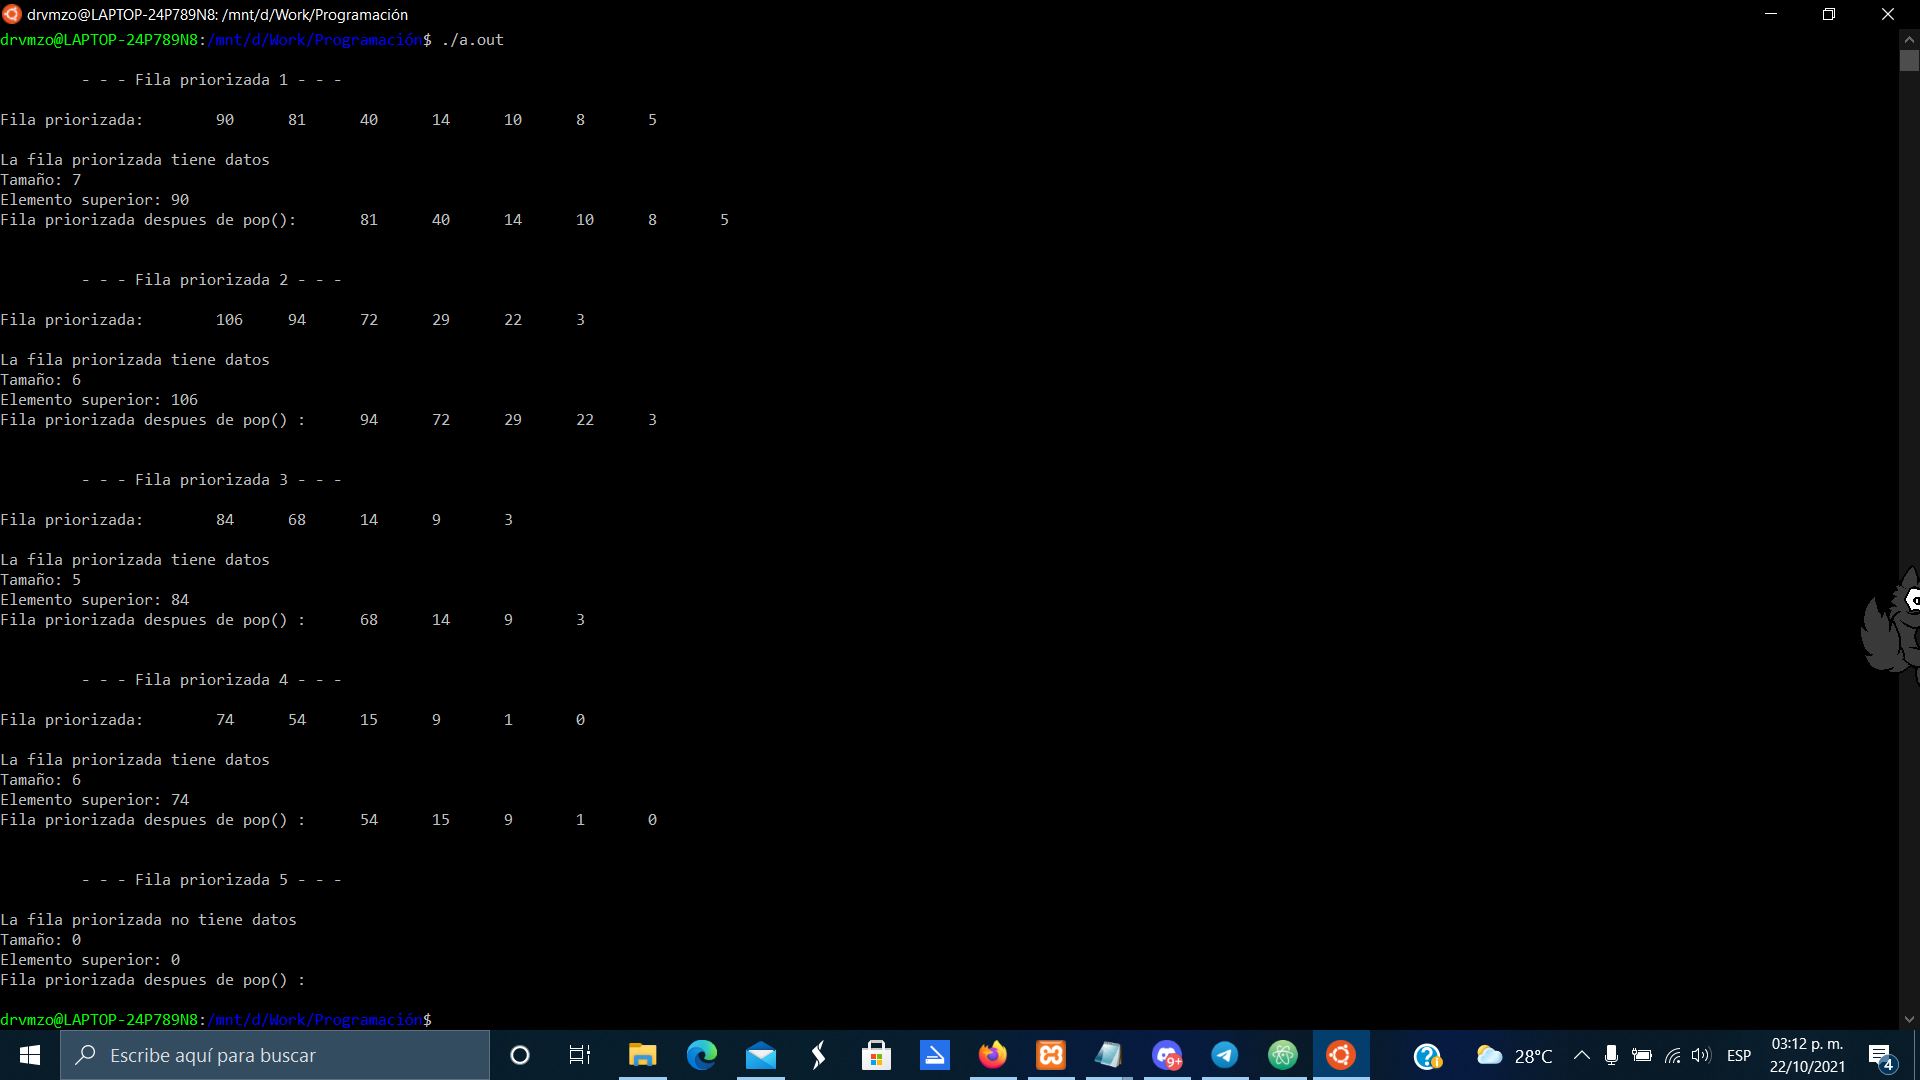 drvmzo@LAPTOP-24P789N8: /mnt/d/Work/Programación
drvmzo@LAPTOP-24P789N8:/mnt/d/Work/Programación$ ./a.out
- - - Fila priorizada 1 - - -
Fila priorizada: 90 81 40 14 10 8 5
La fila priorizada tiene datos
Tamaño: 7
Elemento superior: 90
Fila priorizada despues de pop(): 81 40 14 10 8 5
- - - Fila priorizada 2 - - -
Fila priorizada: 106 94 72 29 22 3
La fila priorizada tiene datos
Tamaño: 6
Elemento superior: 106
Fila priorizada despues de pop() : 94 72 29 22 3
- - - Fila priorizada 3 - - -
Fila priorizada: 84 68 14 9 3
La fila priorizada tiene datos
Tamaño: 5
Elemento superior: 84
Fila priorizada despues de pop() : 68 14 9 3
- - - Fila priorizada 4 - - -
Fila priorizada: 74 54 15 9 1 0
La fila priorizada tiene datos
Tamaño: 6
Elemento superior: 74
Fila priorizada despues de pop() : 54 15 9 1 0
- - - Fila priorizada 5 - - -
La fila priorizada no tiene datos
Tamaño: 0
Elemento superior: 0
Fila priorizada despues de pop() :
drvmzo@LAPTOP-24P789N8:/mnt/d/Work/Programación$
Escribe aquí para buscar
9+
28°C
ESP
03:12 p. m.
22/10/2021
4